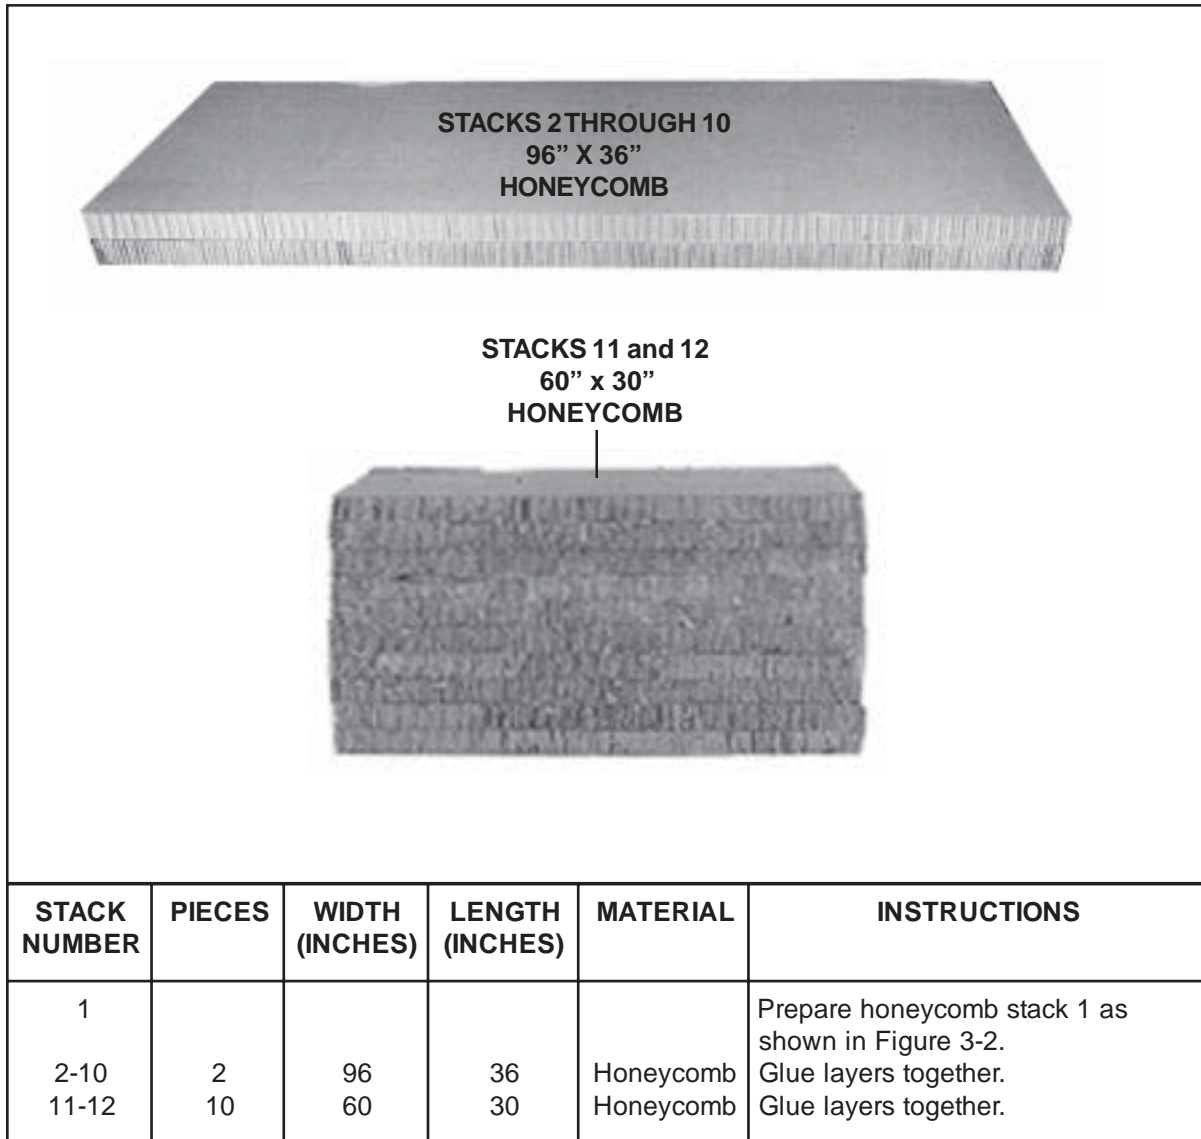 STACKS 2 THROUGH 10
96” X 36”
HONEYCOMB
STACKS 11 and 12
60” x 30”
HONEYCOMB
STACK NUMBER PIECES WIDTH (INCHES) LENGTH (INCHES) MATERIAL INSTRUCTIONS
1 Prepare honeycomb stack 1 as
shown in Figure 3-2.
2-10 2 96 36 Honeycomb Glue layers together.
11-12 10 60 30 Honeycomb Glue layers together.